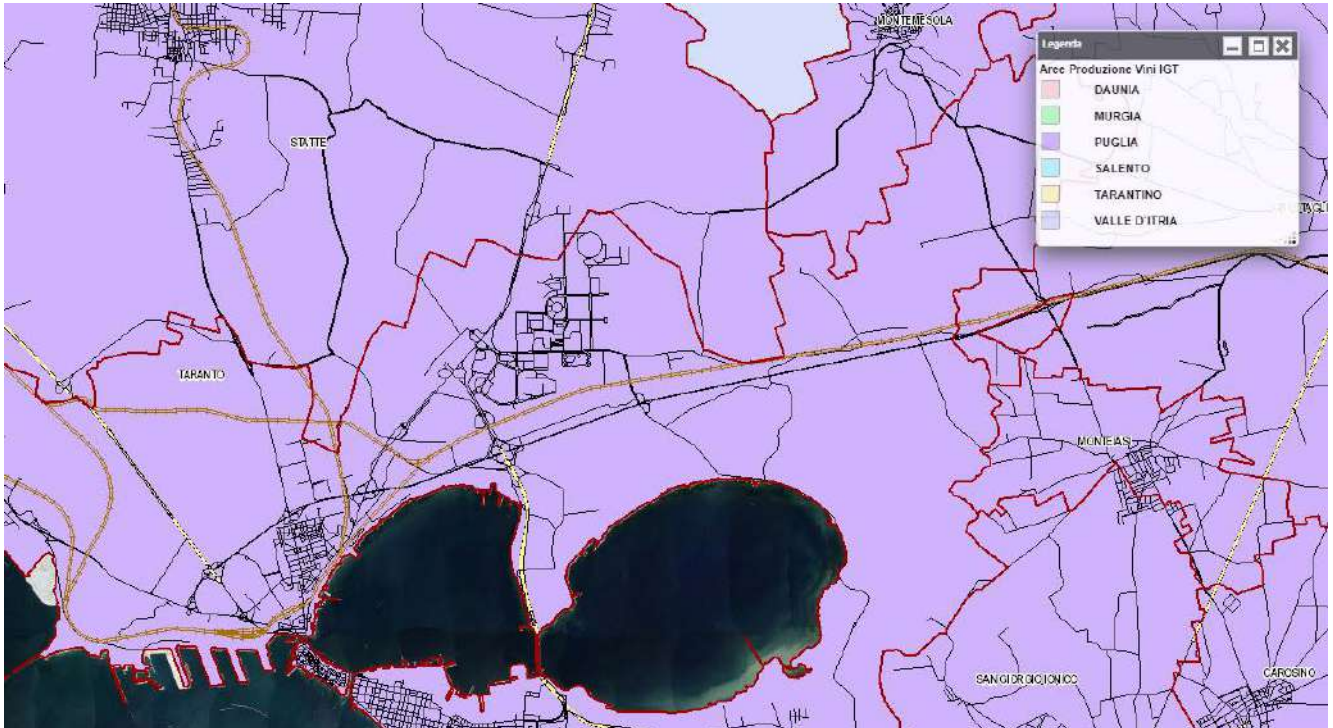 MONTEMESOLA
Legenda
Aree Produzione Vini IGT
DAUNIA
MURGIA
PUGLIA
SALENTO
TARANTINO
VALLE D'ITRIA
STATTE
TARANTO
MONTEIASI
SAN GIORGIO IONICO
CAROSINO